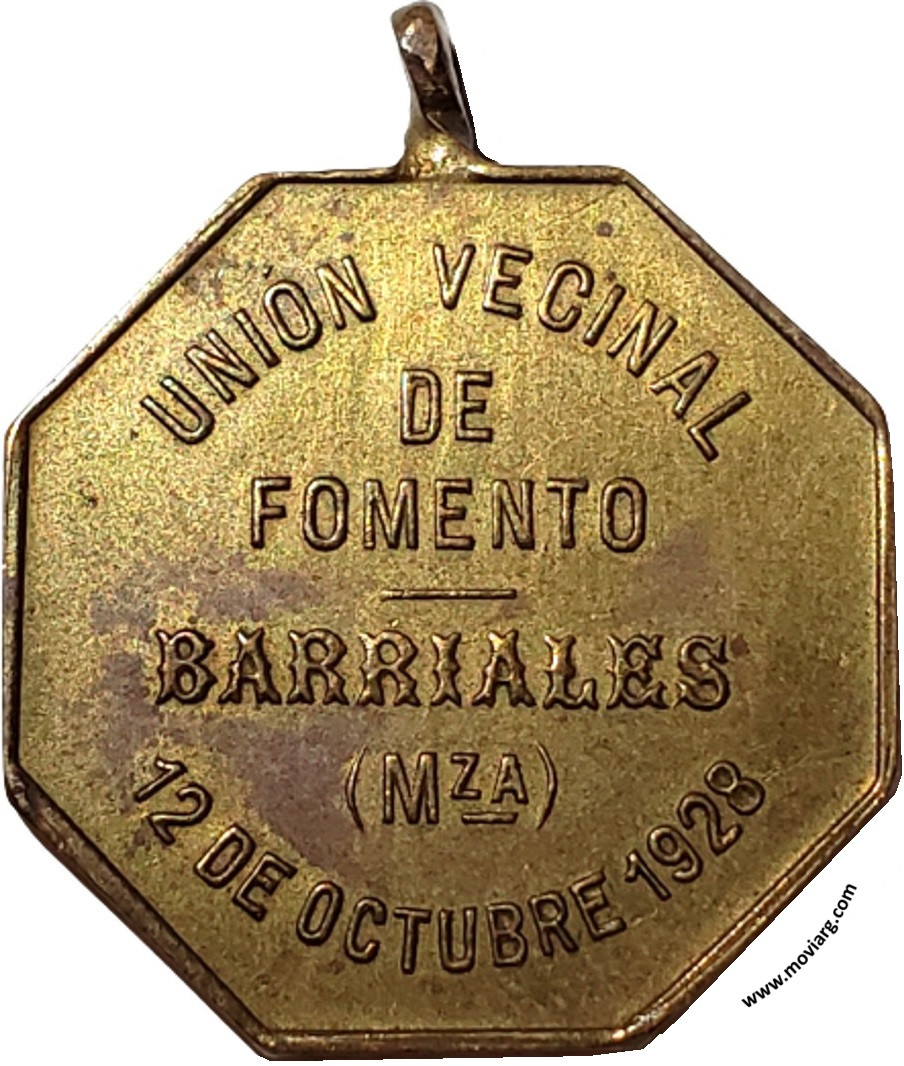 UNIÓN VECINAL
DE
FOMENTO
BARRIALES
(MZA)
12 DE OCTUBRE 1928
www.moviarg.com